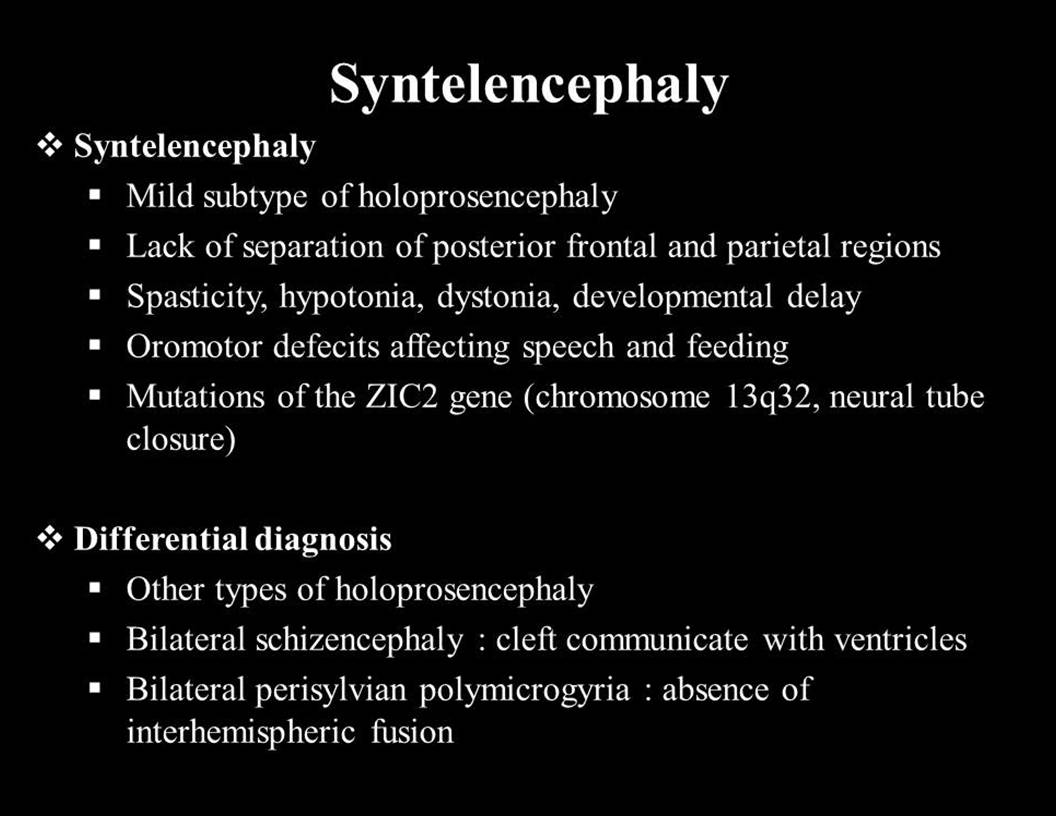 Syntelencephaly
❖ Syntelencephaly
▪ Mild subtype of holoprosencephaly
▪ Lack of separation of posterior frontal and parietal regions
▪ Spasticity, hypotonia, dystonia, developmental delay
▪ Oromotor defecits affecting speech and feeding
▪ Mutations of the ZIC2 gene (chromosome 13q32, neural tube
closure)
❖ Differential diagnosis
▪ Other types of holoprosencephaly
▪ Bilateral schizencephaly : cleft communicate with ventricles
▪ Bilateral perisylvian polymicrogyria : absence of
interhemispheric fusion